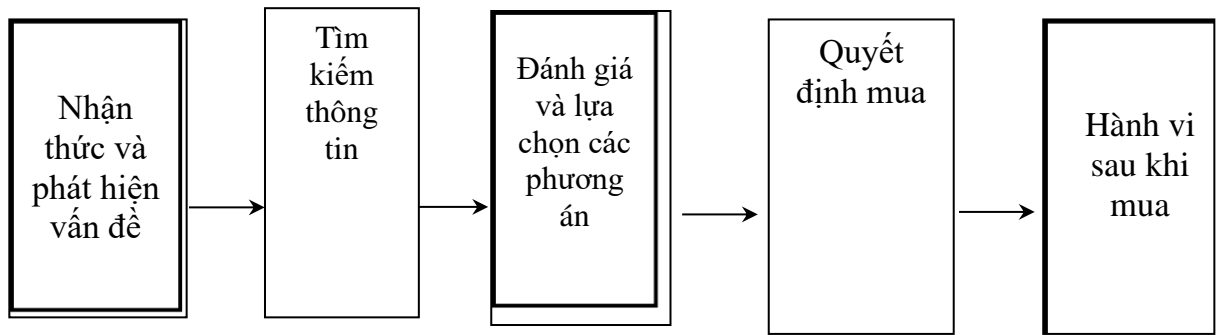 Nhận
thức và
phát hiện
vấn đề
Tìm
kiếm
thông
tin
Đánh giá
và lựa
chọn các
phương
án
Quyết
định mua
Hành vi
sau khi
mua